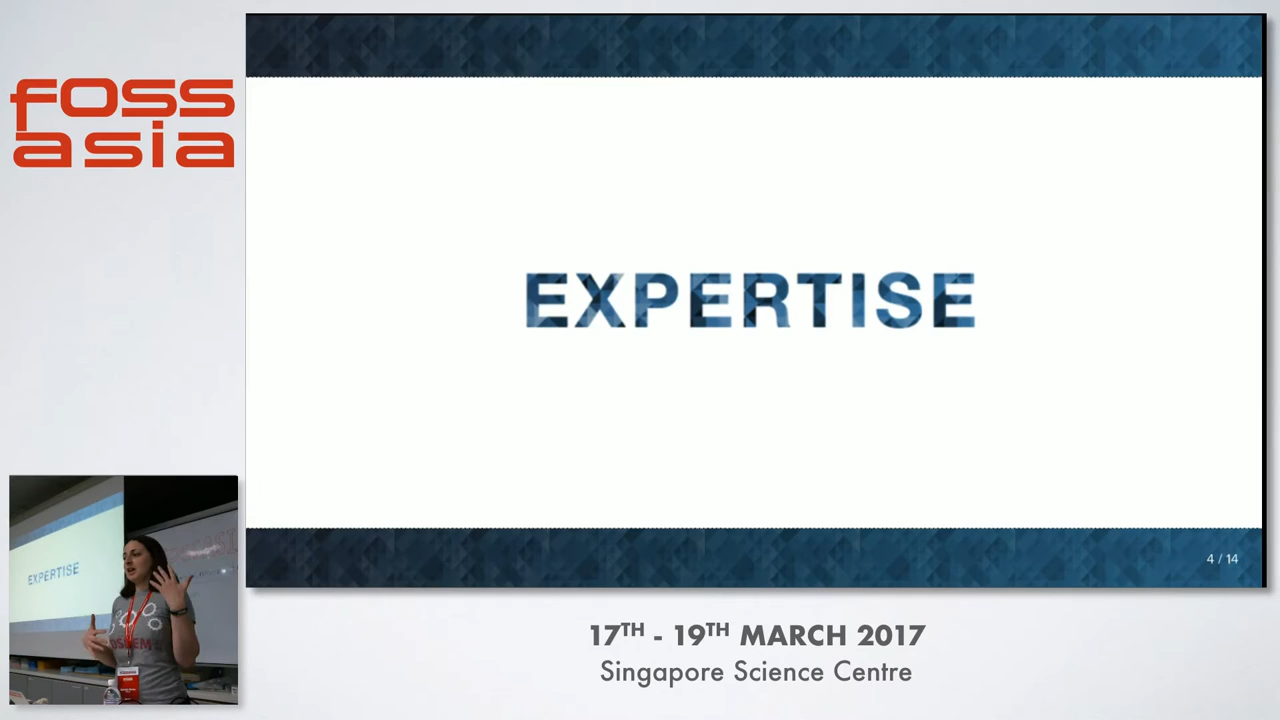 foss
asia
EXPERTISE
4 / 14
EXPERTISE
17TH - 19TH MARCH 2017
Singapore Science Centre